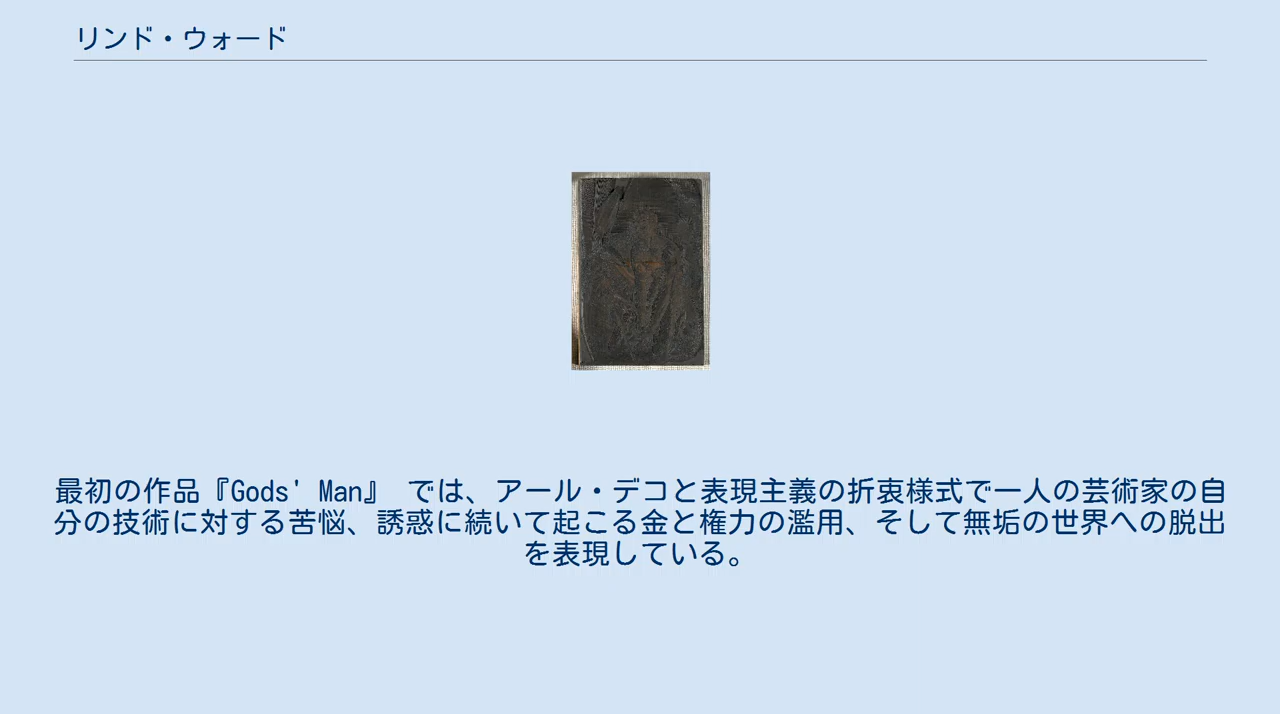 リンド・ウォード
最初の作品『Gods' Man』 では、アール・デコと表現主義の折衷様式で一人の芸術家の自
分の技術に対する苦悩、誘惑に続いて起こる金と権力の濫用、そして無垢の世界への脱出
を表現している。